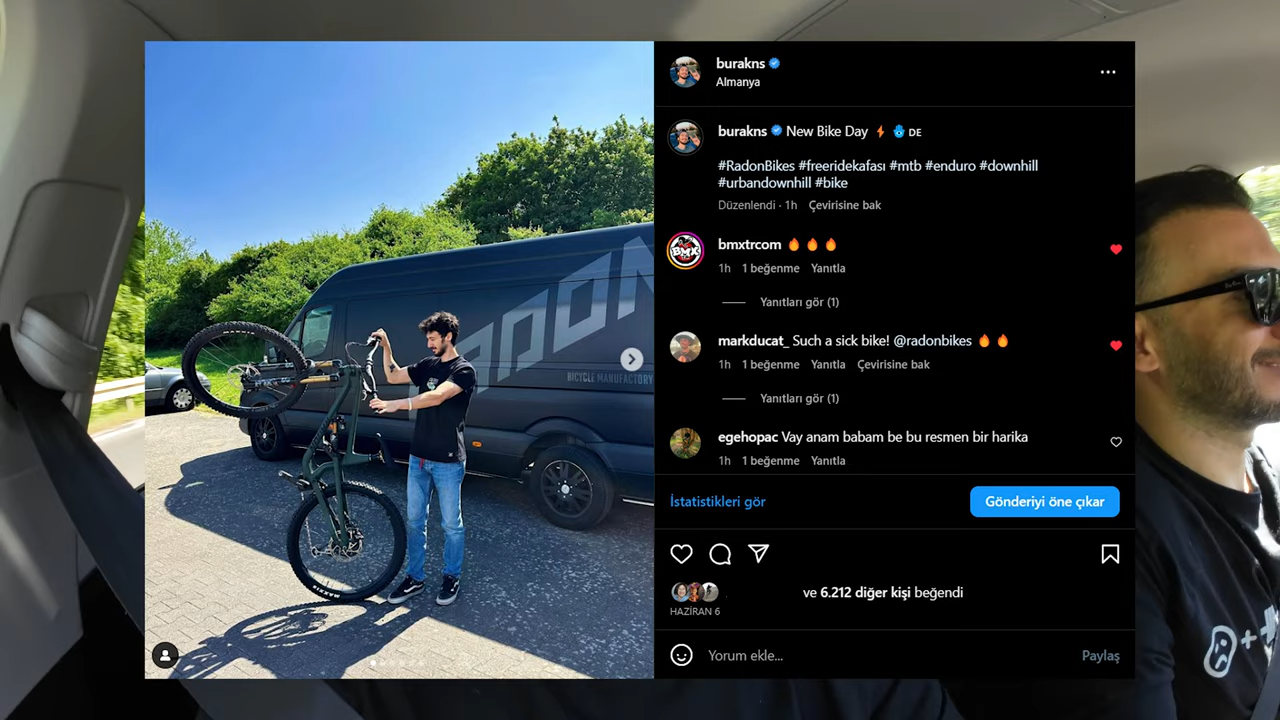 burakns
Almanya
burakns New Bike Day ⚡ 🪬 DE
#RadonBikes #freeridekafası #mtb #enduro #downhill
#urbandownhill #bike
Düzenlendi · 1h Çevirisine bak
bmxtrcom 🔥 🔥 🔥
1h 1 beğenme Yanıtla
Yanıtları gör (1)
markducat_ Such a sick bike! @radonbikes 🔥 🔥
1h 1 beğenme Yanıtla Çevirisine bak
Yanıtları gör (1)
egehopac Vay anam babam be bu resmen bir harika
1h 1 beğenme Yanıtla
İstatistikleri gör
Gönderiyi öne çıkar
ve 6.212 diğer kişi beğendi
HAZİRAN 6
Yorum ekle...
Paylaş
BICYCLE MANUFACTORY
BMX
MAXXIS